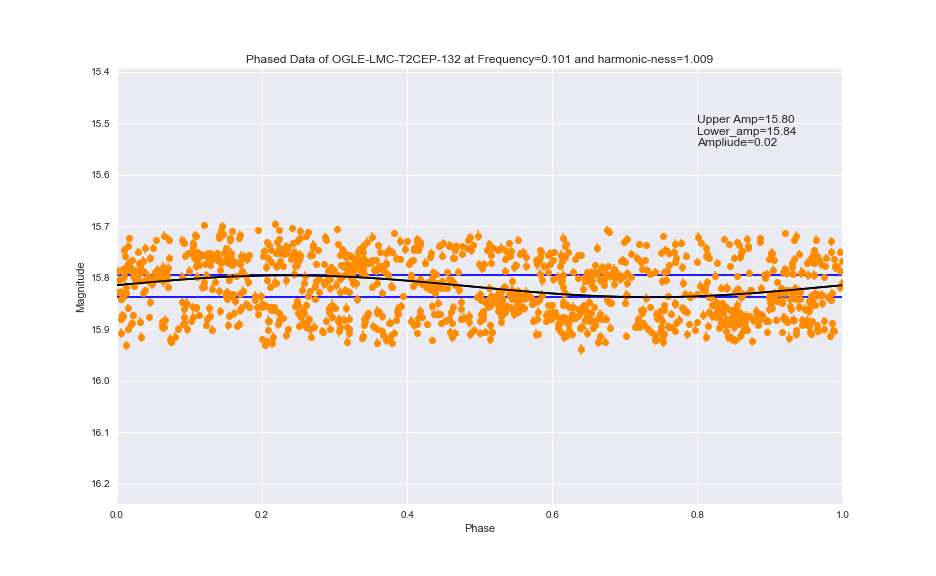 Phased Data of OGLE-LMC-T2CEP-132 at Frequency=0.101 and harmonic-ness=1.009
Upper Amp=15.80
Lower_amp=15.84
Ampliude=0.02
15.4
15.5
15.6
15.7
15.8
15.9
16.0
16.1
16.2
Magnitude
0.0
0.2
0.4
0.6
0.8
1.0
Phase